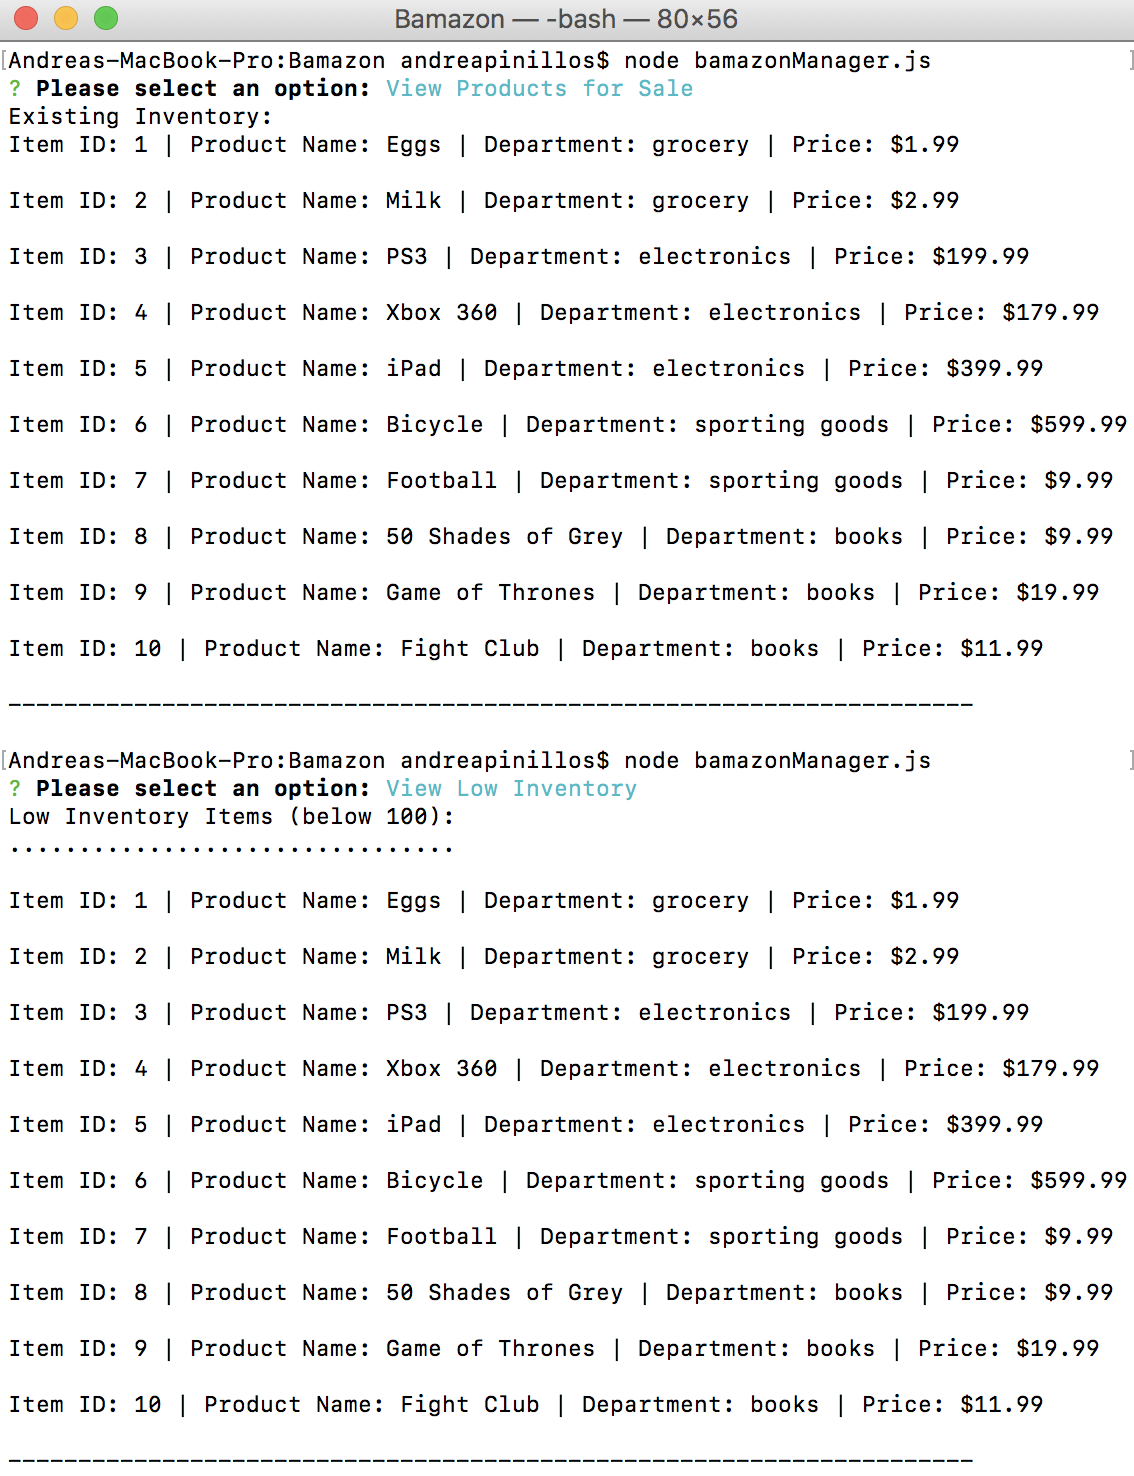 Bamazon — -bash — 80×56
[Andreas-MacBook-Pro:Bamazon andreapinillos$ node bamazonManager.js ]
? Please select an option: View Products for Sale
Existing Inventory:
Item ID: 1 | Product Name: Eggs | Department: grocery | Price: $1.99
Item ID: 2 | Product Name: Milk | Department: grocery | Price: $2.99
Item ID: 3 | Product Name: PS3 | Department: electronics | Price: $199.99
Item ID: 4 | Product Name: Xbox 360 | Department: electronics | Price: $179.99
Item ID: 5 | Product Name: iPad | Department: electronics | Price: $399.99
Item ID: 6 | Product Name: Bicycle | Department: sporting goods | Price: $599.99
Item ID: 7 | Product Name: Football | Department: sporting goods | Price: $9.99
Item ID: 8 | Product Name: 50 Shades of Grey | Department: books | Price: $9.99
Item ID: 9 | Product Name: Game of Thrones | Department: books | Price: $19.99
Item ID: 10 | Product Name: Fight Club | Department: books | Price: $11.99
---------------------------------------------------------------------
[Andreas-MacBook-Pro:Bamazon andreapinillos$ node bamazonManager.js ]
? Please select an option: View Low Inventory
Low Inventory Items (below 100):
................................
Item ID: 1 | Product Name: Eggs | Department: grocery | Price: $1.99
Item ID: 2 | Product Name: Milk | Department: grocery | Price: $2.99
Item ID: 3 | Product Name: PS3 | Department: electronics | Price: $199.99
Item ID: 4 | Product Name: Xbox 360 | Department: electronics | Price: $179.99
Item ID: 5 | Product Name: iPad | Department: electronics | Price: $399.99
Item ID: 6 | Product Name: Bicycle | Department: sporting goods | Price: $599.99
Item ID: 7 | Product Name: Football | Department: sporting goods | Price: $9.99
Item ID: 8 | Product Name: 50 Shades of Grey | Department: books | Price: $9.99
Item ID: 9 | Product Name: Game of Thrones | Department: books | Price: $19.99
Item ID: 10 | Product Name: Fight Club | Department: books | Price: $11.99
---------------------------------------------------------------------